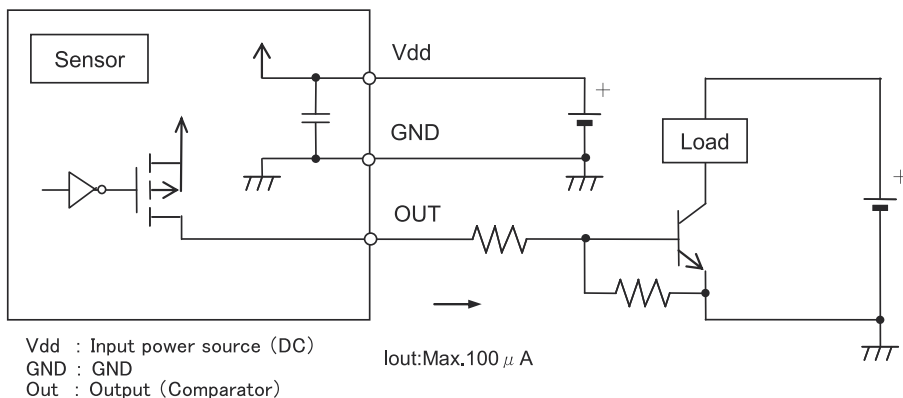 Sensor
Vdd
+
GND
Load
+
OUT
Vdd : Input power source (DC)
GND : GND
Out : Output (Comparator)
Iout:Max.100 μ A